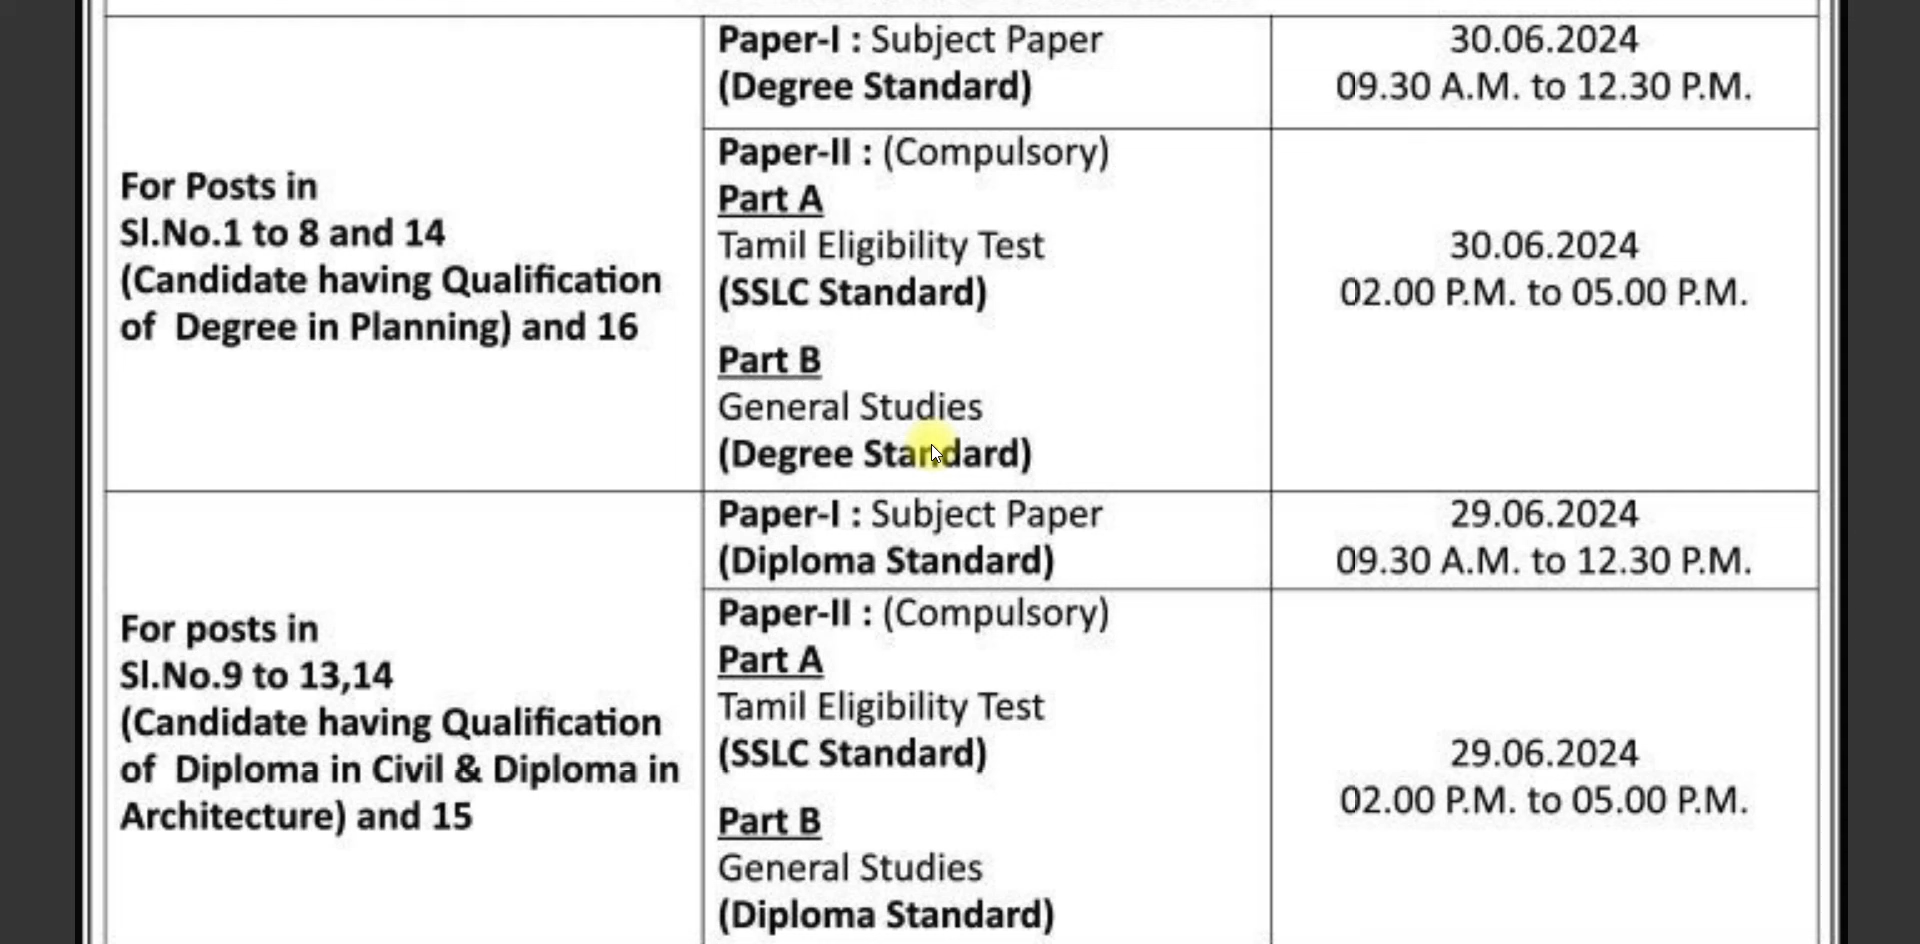 For Posts in
Sl.No.1 to 8 and 14
(Candidate having Qualification
of Degree in Planning) and 16
Paper-I : Subject Paper
(Degree Standard)
30.06.2024
09.30 A.M. to 12.30 P.M.
Paper-II : (Compulsory)
Part A
Tamil Eligibility Test
(SSLC Standard)
Part B
General Studies
(Degree Standard)
30.06.2024
02.00 P.M. to 05.00 P.M.
For posts in
Sl.No.9 to 13,14
(Candidate having Qualification
of Diploma in Civil & Diploma in
Architecture) and 15
Paper-I : Subject Paper
(Diploma Standard)
29.06.2024
09.30 A.M. to 12.30 P.M.
Paper-II : (Compulsory)
Part A
Tamil Eligibility Test
(SSLC Standard)
Part B
General Studies
(Diploma Standard)
29.06.2024
02.00 P.M. to 05.00 P.M.